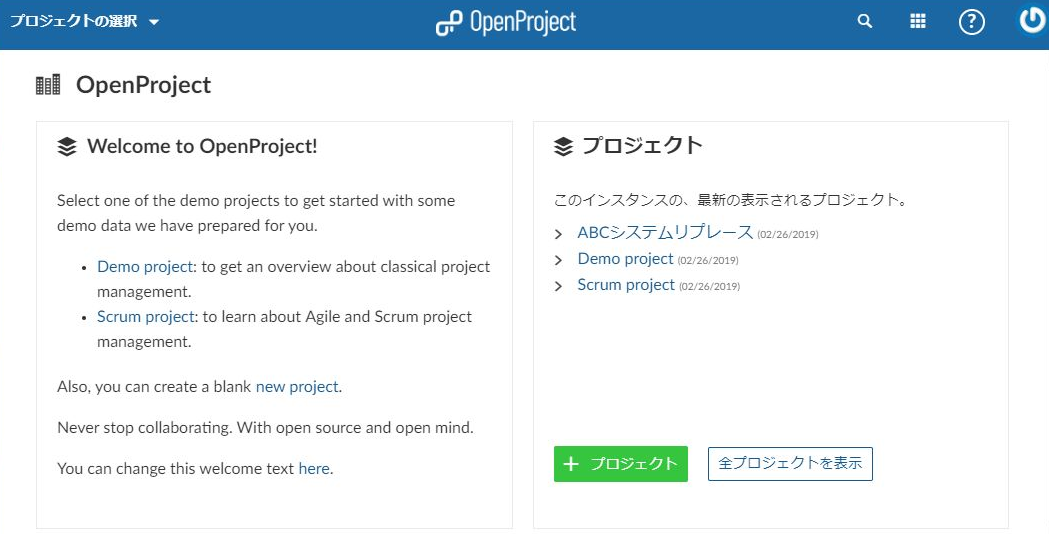 プロジェクトの選択
OpenProject
?
OpenProject
Welcome to OpenProject!
Select one of the demo projects to get started with some
demo data we have prepared for you.
• Demo project: to get an overview about classical project
management.
• Scrum project: to learn about Agile and Scrum project
management.
Also, you can create a blank new project.
Never stop collaborating. With open source and open mind.
You can change this welcome text here.
プロジェクト
このインスタンスの、最新の表示されるプロジェクト。
ABCシステムリプレース (02/26/2019)
Demo project (02/26/2019)
Scrum project (02/26/2019)
+ プロジェクト
全プロジェクトを表示